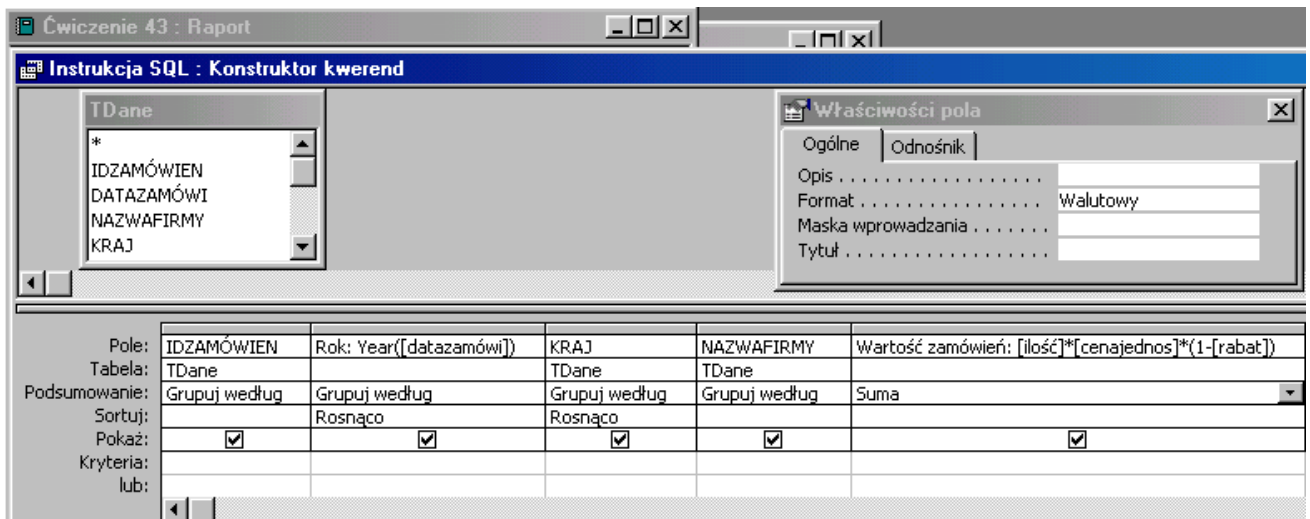 Ćwiczenie 43 : Raport
Instrukcja SQL : Konstruktor kwerend
TDane
*
IDZAMÓWIEN
DATAZAMÓWI
NAZWAFIRMY
KRAJ
Właściwości pola
Ogólne Odnośnik
Opis . . . . . . . . . . . . . . . . . .
Format . . . . . . . . . . . . . . . . Walutowy
Maska wprowadzania . . . . . . .
Tytuł . . . . . . . . . . . . . . . . . . .
Pole: IDZAMÓWIEN Rok: Year([datazamówi]) KRAJ NAZWAFIRMY Wartość zamówień: [ilość]*[cenajednos]*(1-[rabat])
Tabela: TDane TDane TDane
Podsumowanie: Grupuj według Grupuj według Grupuj według Grupuj według Suma
Sortuj: Rosnąco Rosnąco
Pokaż:
Kryteria:
lub: